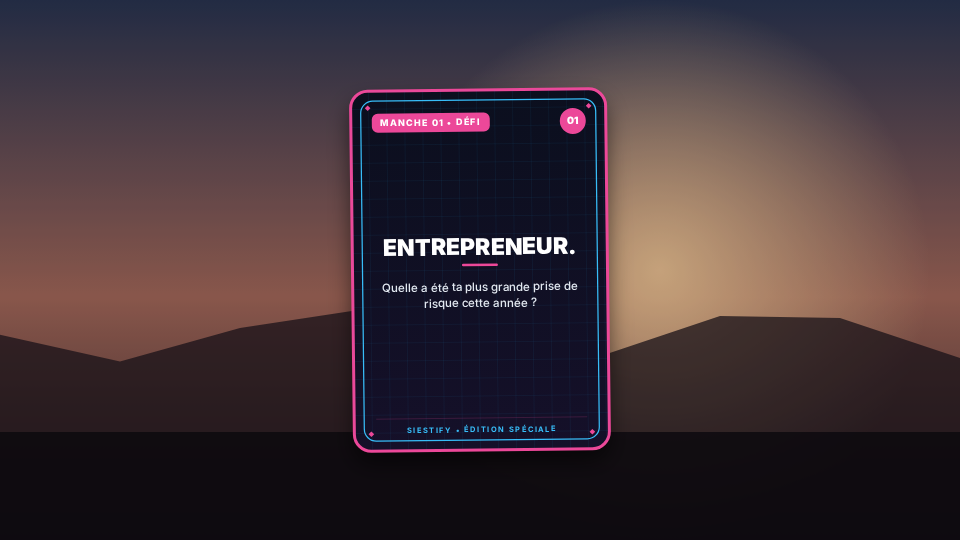 MANCHE 01 • DÉFI
01
ENTREPRENEUR.
Quelle a été ta plus grande prise de
risque cette année ?
SIESTIFY • ÉDITION SPÉCIALE